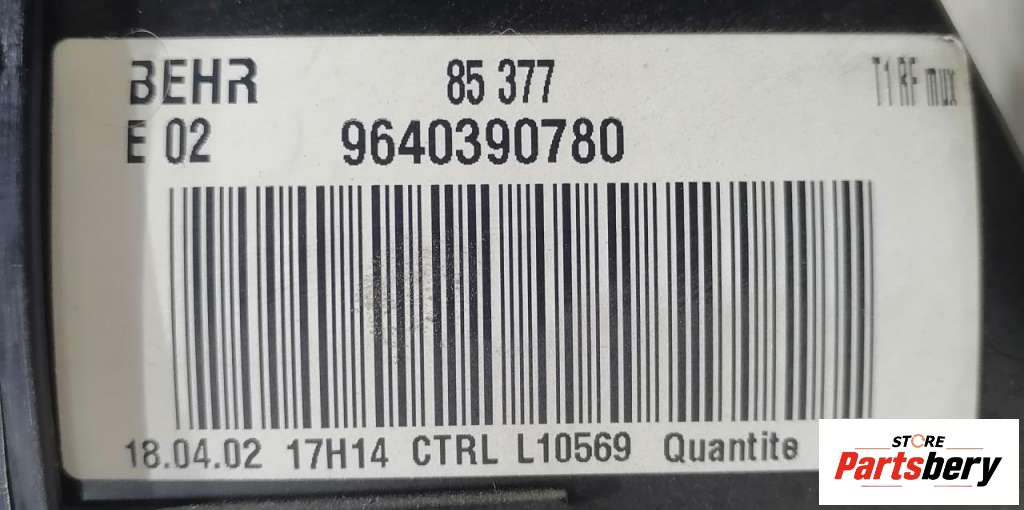 BEHR 85 377 T1 RF mux
E 02 9640390780
18.04.02 17H14 CTRL L10569 Quantite
STORE
Partsbery